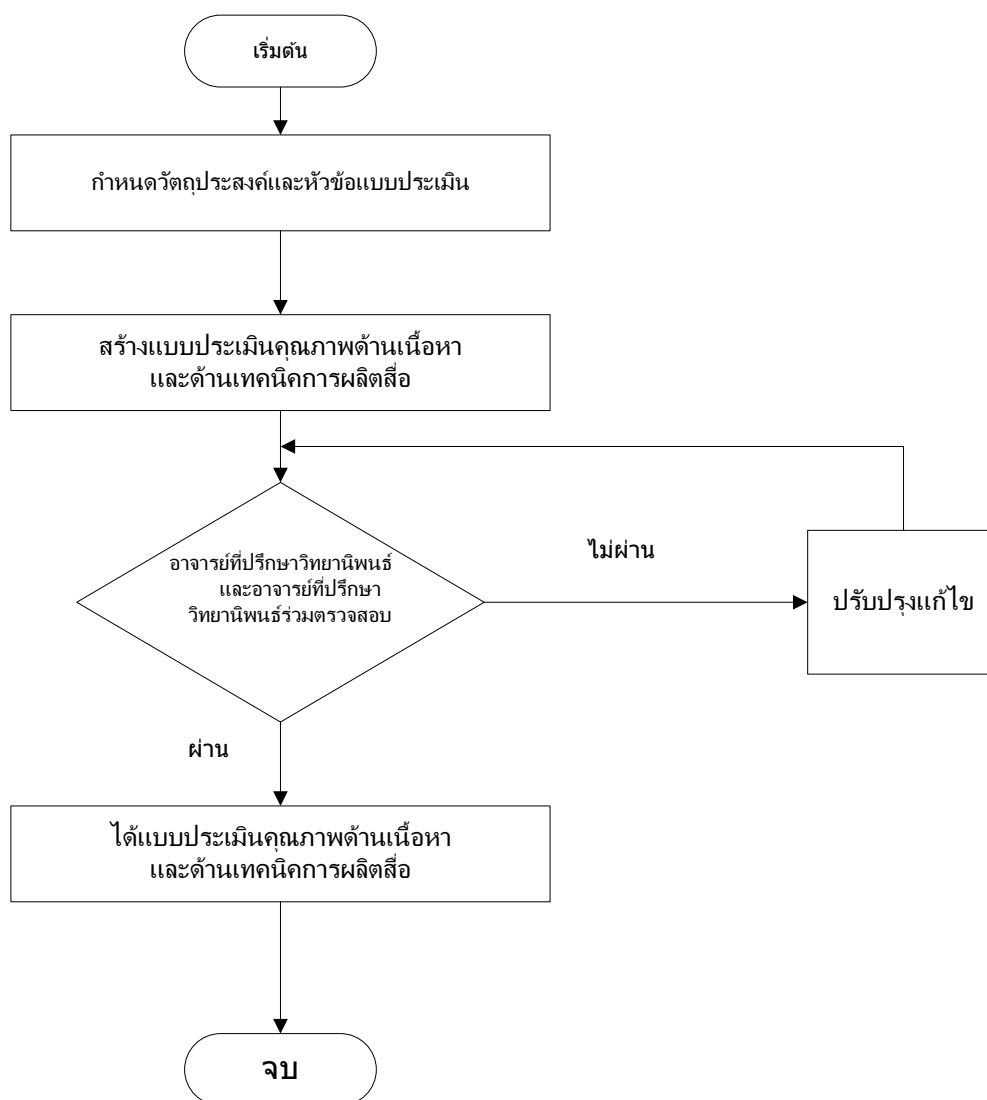 เริ่มต้น
กำหนดวัตถุประสงค์และหัวข้อแบบประเมิน
สร้างแบบประเมินคุณภาพด้านเนื้อหา
และด้านเทคนิคการผลิตสื่อ
อาจารย์ที่ปรึกษาวิทยานิพนธ์
และอาจารย์ที่ปรึกษา
วิทยานิพนธ์ร่วมตรวจสอบ
ไม่ผ่าน
ปรับปรุงแก้ไข
ผ่าน
ได้แบบประเมินคุณภาพด้านเนื้อหา
และด้านเทคนิคการผลิตสื่อ
จบ